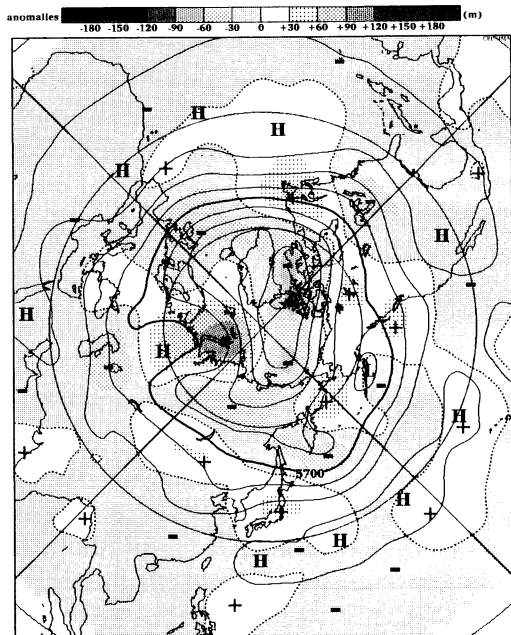 anomalies (m)
-180 -150 -120 -90 -60 -30 0 +30 +60 +90 +120 +150 +180
H
H
H
+
+
H
-
H
+
+
H
H
+
+
5700
+
+
H
+
+
H
H
+